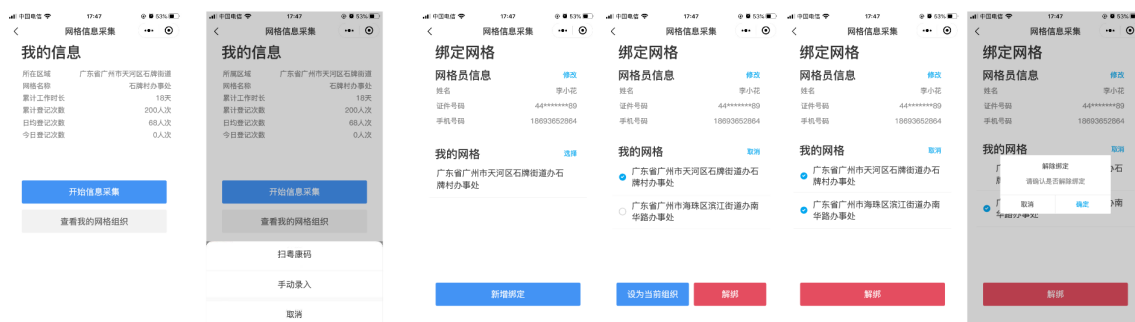 中国电信 17:47 53%
网格信息采集
我的信息
所在区域 广东省广州市天河区石牌街道
网格名称 石牌村办事处
累计工作时长 18天
累计登记次数 200人次
日均登记次数 68人次
今日登记次数 0人次
开始信息采集
查看我的网格组织
中国电信 17:47 53%
网格信息采集
我的信息
所属区域 广东省广州市天河区石牌街道
网格名称 石牌村办事处
累计工作时长 18天
累计登记次数 200人次
日均登记次数 68人次
今日登记次数 0人次
开始信息采集
查看我的网格组织
扫粤康码
手动录入
取消
中国电信 17:47 53%
网格信息采集
绑定网格
网格员信息 修改
姓名 李小花
证件号码 44*******89
手机号码 18693652864
我的网格 选择
广东省广州市天河区石牌街道办石
牌村办事处
新增绑定
中国电信 17:47 53%
网格信息采集
绑定网格
网格员信息 修改
姓名 李小花
证件号码 44*******89
手机号码 18693652864
我的网格 取消
广东省广州市天河区石牌街道办石
牌村办事处
广东省广州市海珠区滨江街道办南
华路办事处
设为当前组织 解绑
中国电信 17:47 53%
网格信息采集
绑定网格
网格员信息 修改
姓名 李小花
证件号码 44*******89
手机号码 18693652864
我的网格 取消
广东省广州市天河区石牌街道办石
牌村办事处
广东省广州市海珠区滨江街道办南
华路办事处
解绑
中国电信 17:47 53%
网格信息采集
绑定网格
网格员信息 修改
姓名 李小花
证件号码 44*******89
手机号码 18693652864
我的网格 取消
解除绑定
请确认是否解除绑定
取消 确定
华路办事处
解绑